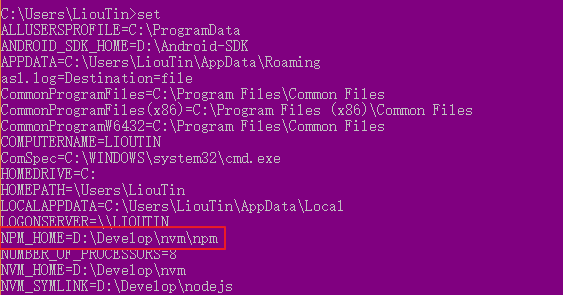 C:\Users\LiouTin>set
ALLUSERSPROFILE=C:\ProgramData
ANDROID_SDK_HOME=D:\Android-SDK
APPDATA=C:\Users\LiouTin\AppData\Roaming
asl.log=Destination=file
CommonProgramFiles=C:\Program Files\Common Files
CommonProgramFiles(x86)=C:\Program Files (x86)\Common Files
CommonProgramW6432=C:\Program Files\Common Files
COMPUTERNAME=LIOUTIN
ComSpec=C:\WINDOWS\system32\cmd.exe
HOMEDRIVE=C:
HOMEPATH=\Users\LiouTin
LOCALAPPDATA=C:\Users\LiouTin\AppData\Local
LOGONSERVER=\\LIOUTIN
NPM_HOME=D:\Develop\nvm\npm
NUMBER_OF_PROCESSORS=8
NVM_HOME=D:\Develop\nvm
NVM_SYMLINK=D:\Develop\nodejs